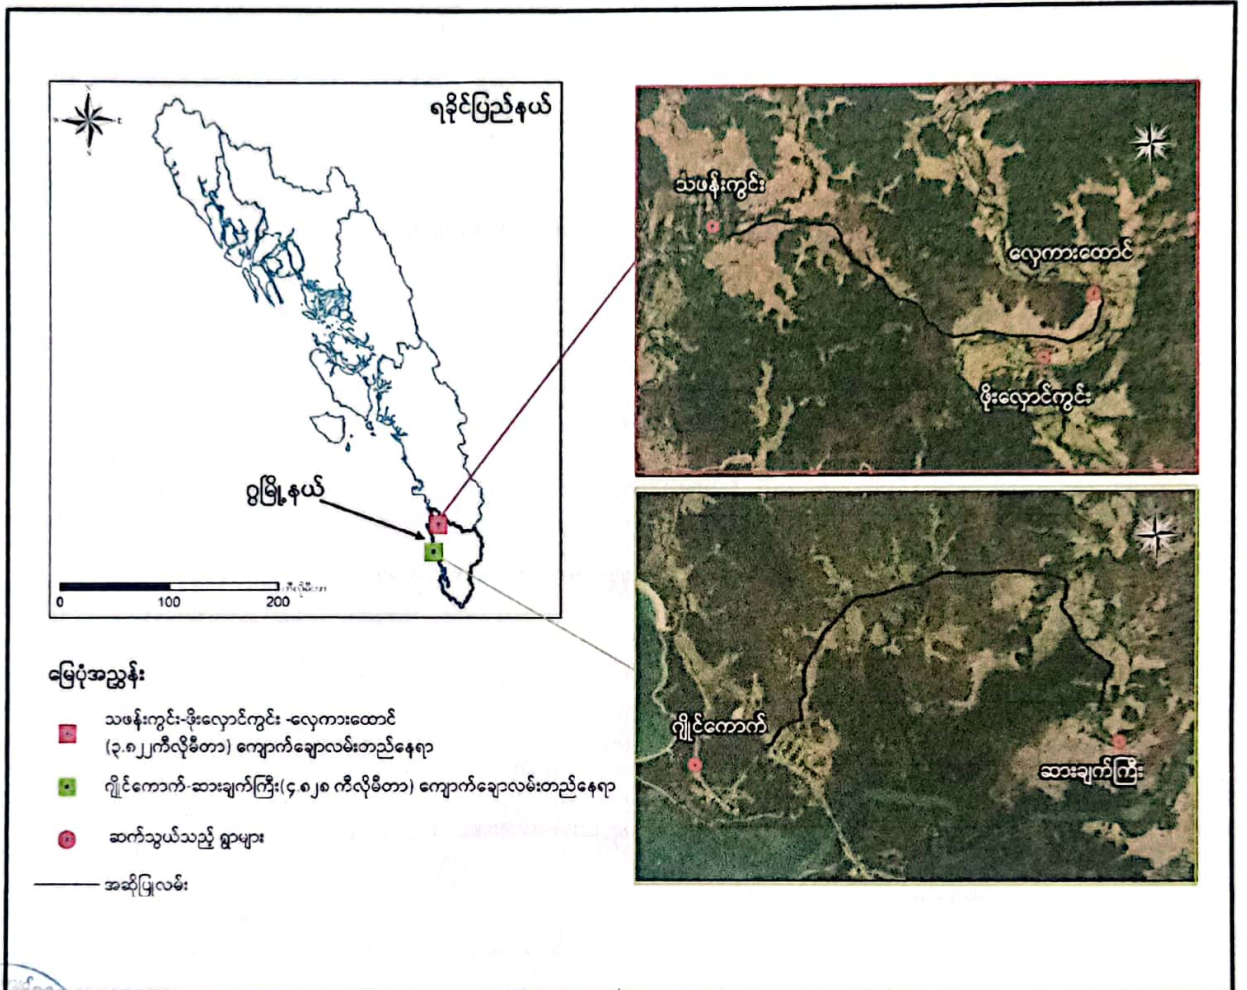 ရခိုင်ပြည်နယ်
ဂွမြို့နယ်
0 100 200
ကီလိုမီတာ
သဖန်းကွင်း
လှေကားထောင်
ဖိုးလှောင်ကွင်း
ဂျိုင်ကောက်
ဆားချက်ကြီး
မြေပုံအညွှန်း
သဖန်းကွင်း-ဖိုးလှောင်ကွင်း -လှေကားထောင်
(၃.၈၂၂ကီလိုမီတာ) ကျောက်ချောလမ်းတည်နေရာ
ဂျိုင်ကောက်-ဆားချက်ကြီး(၄.၈၂၈ ကီလိုမီတာ) ကျောက်ချောလမ်းတည်နေရာ
ဆက်သွယ်သည့် ရွာများ
အဆိုပြုလမ်း